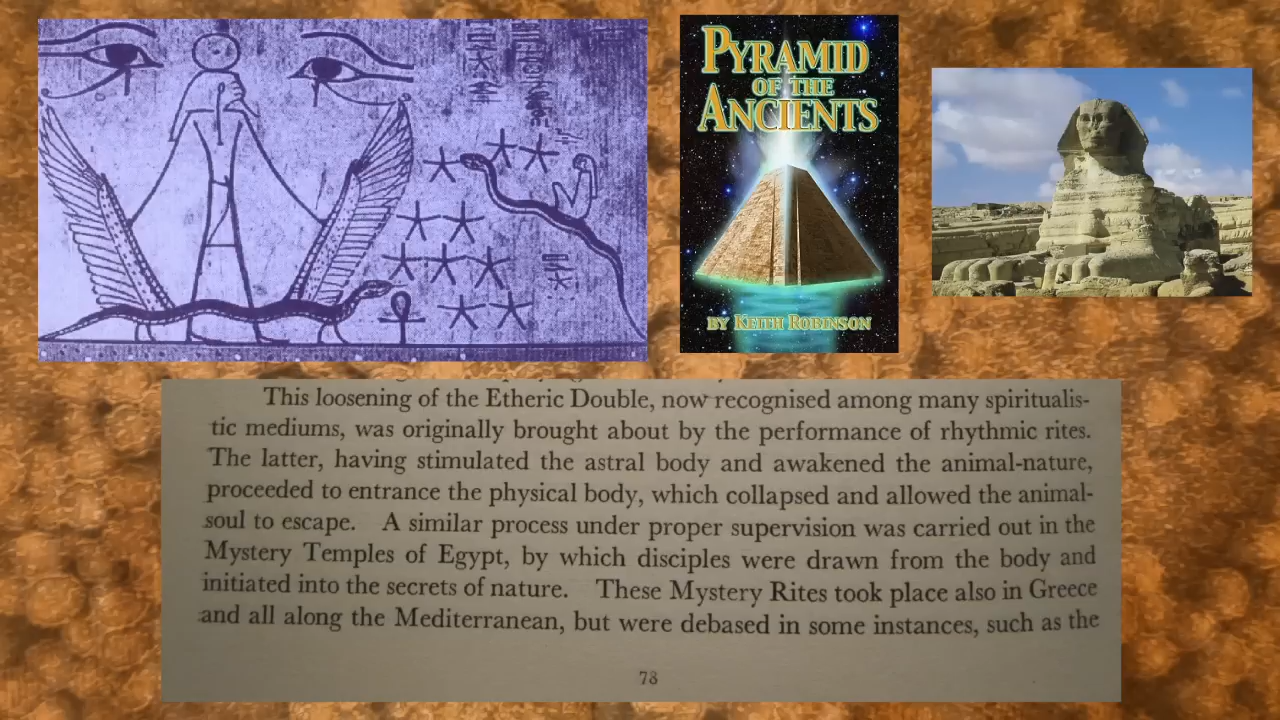 PYRAMID
OF THE
ANCIENTS
BY KEITH ROBINSON
This loosening of the Etheric Double, now recognised among many spiritualis-
tic mediums, was originally brought about by the performance of rhythmic rites.
The latter, having stimulated the astral body and awakened the animal-nature,
proceeded to entrance the physical body, which collapsed and allowed the animal-
soul to escape. A similar process under proper supervision was carried out in the
Mystery Temples of Egypt, by which disciples were drawn from the body and
initiated into the secrets of nature. These Mystery Rites took place also in Greece
and all along the Mediterranean, but were debased in some instances, such as the
78